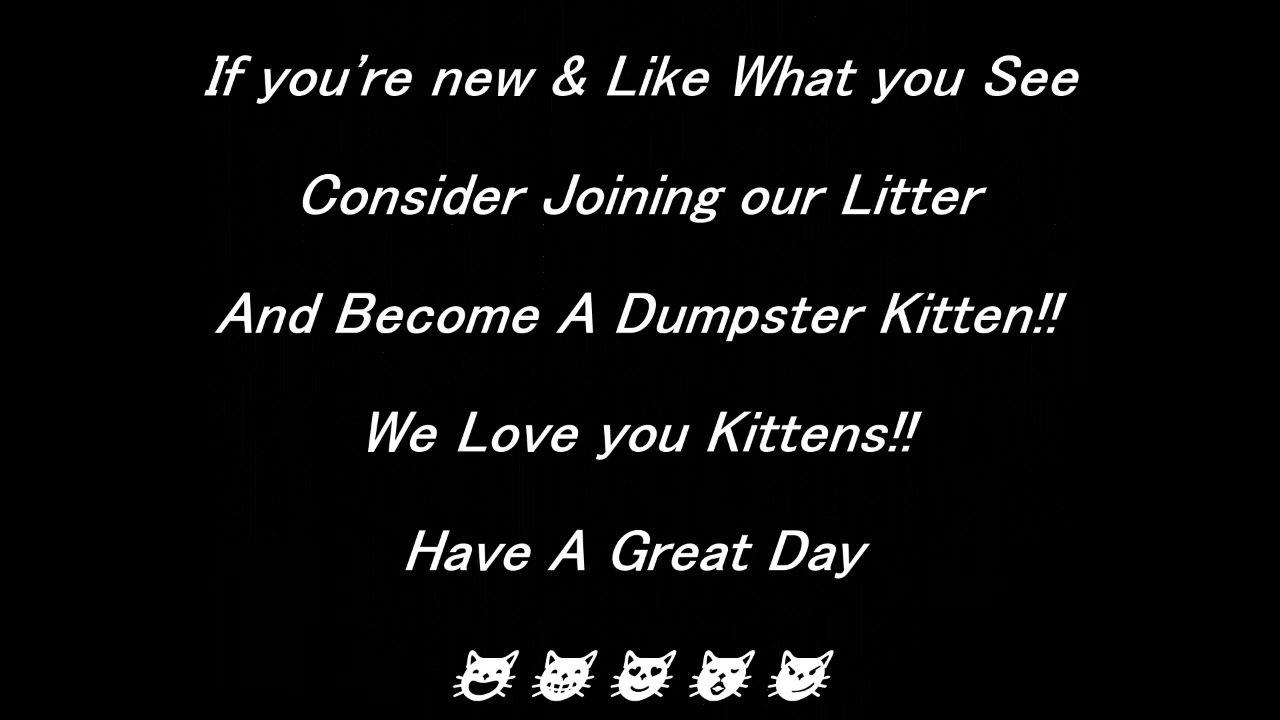 If you're new & Like What you See
Consider Joining our Litter
And Become A Dumpster Kitten!!
We Love you Kittens!!
Have A Great Day
😸😹😻😽😼